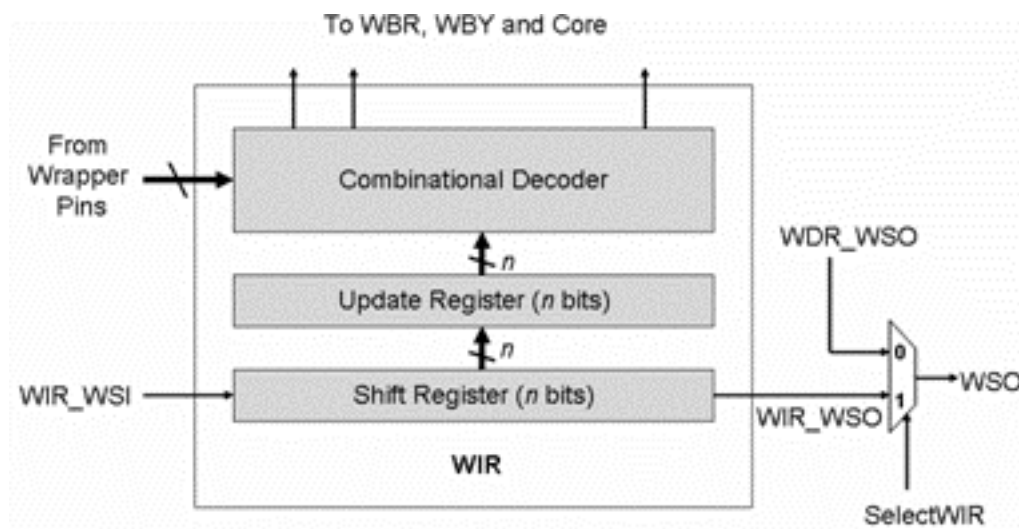 To WBR, WBY and Core
From
Wrapper
Pins
Combinational Decoder
n
WDR_WSO
Update Register (n bits)
n
0
WIR_WSI
Shift Register (n bits)
WSO
1
WIR_WSO
WIR
SelectWIR